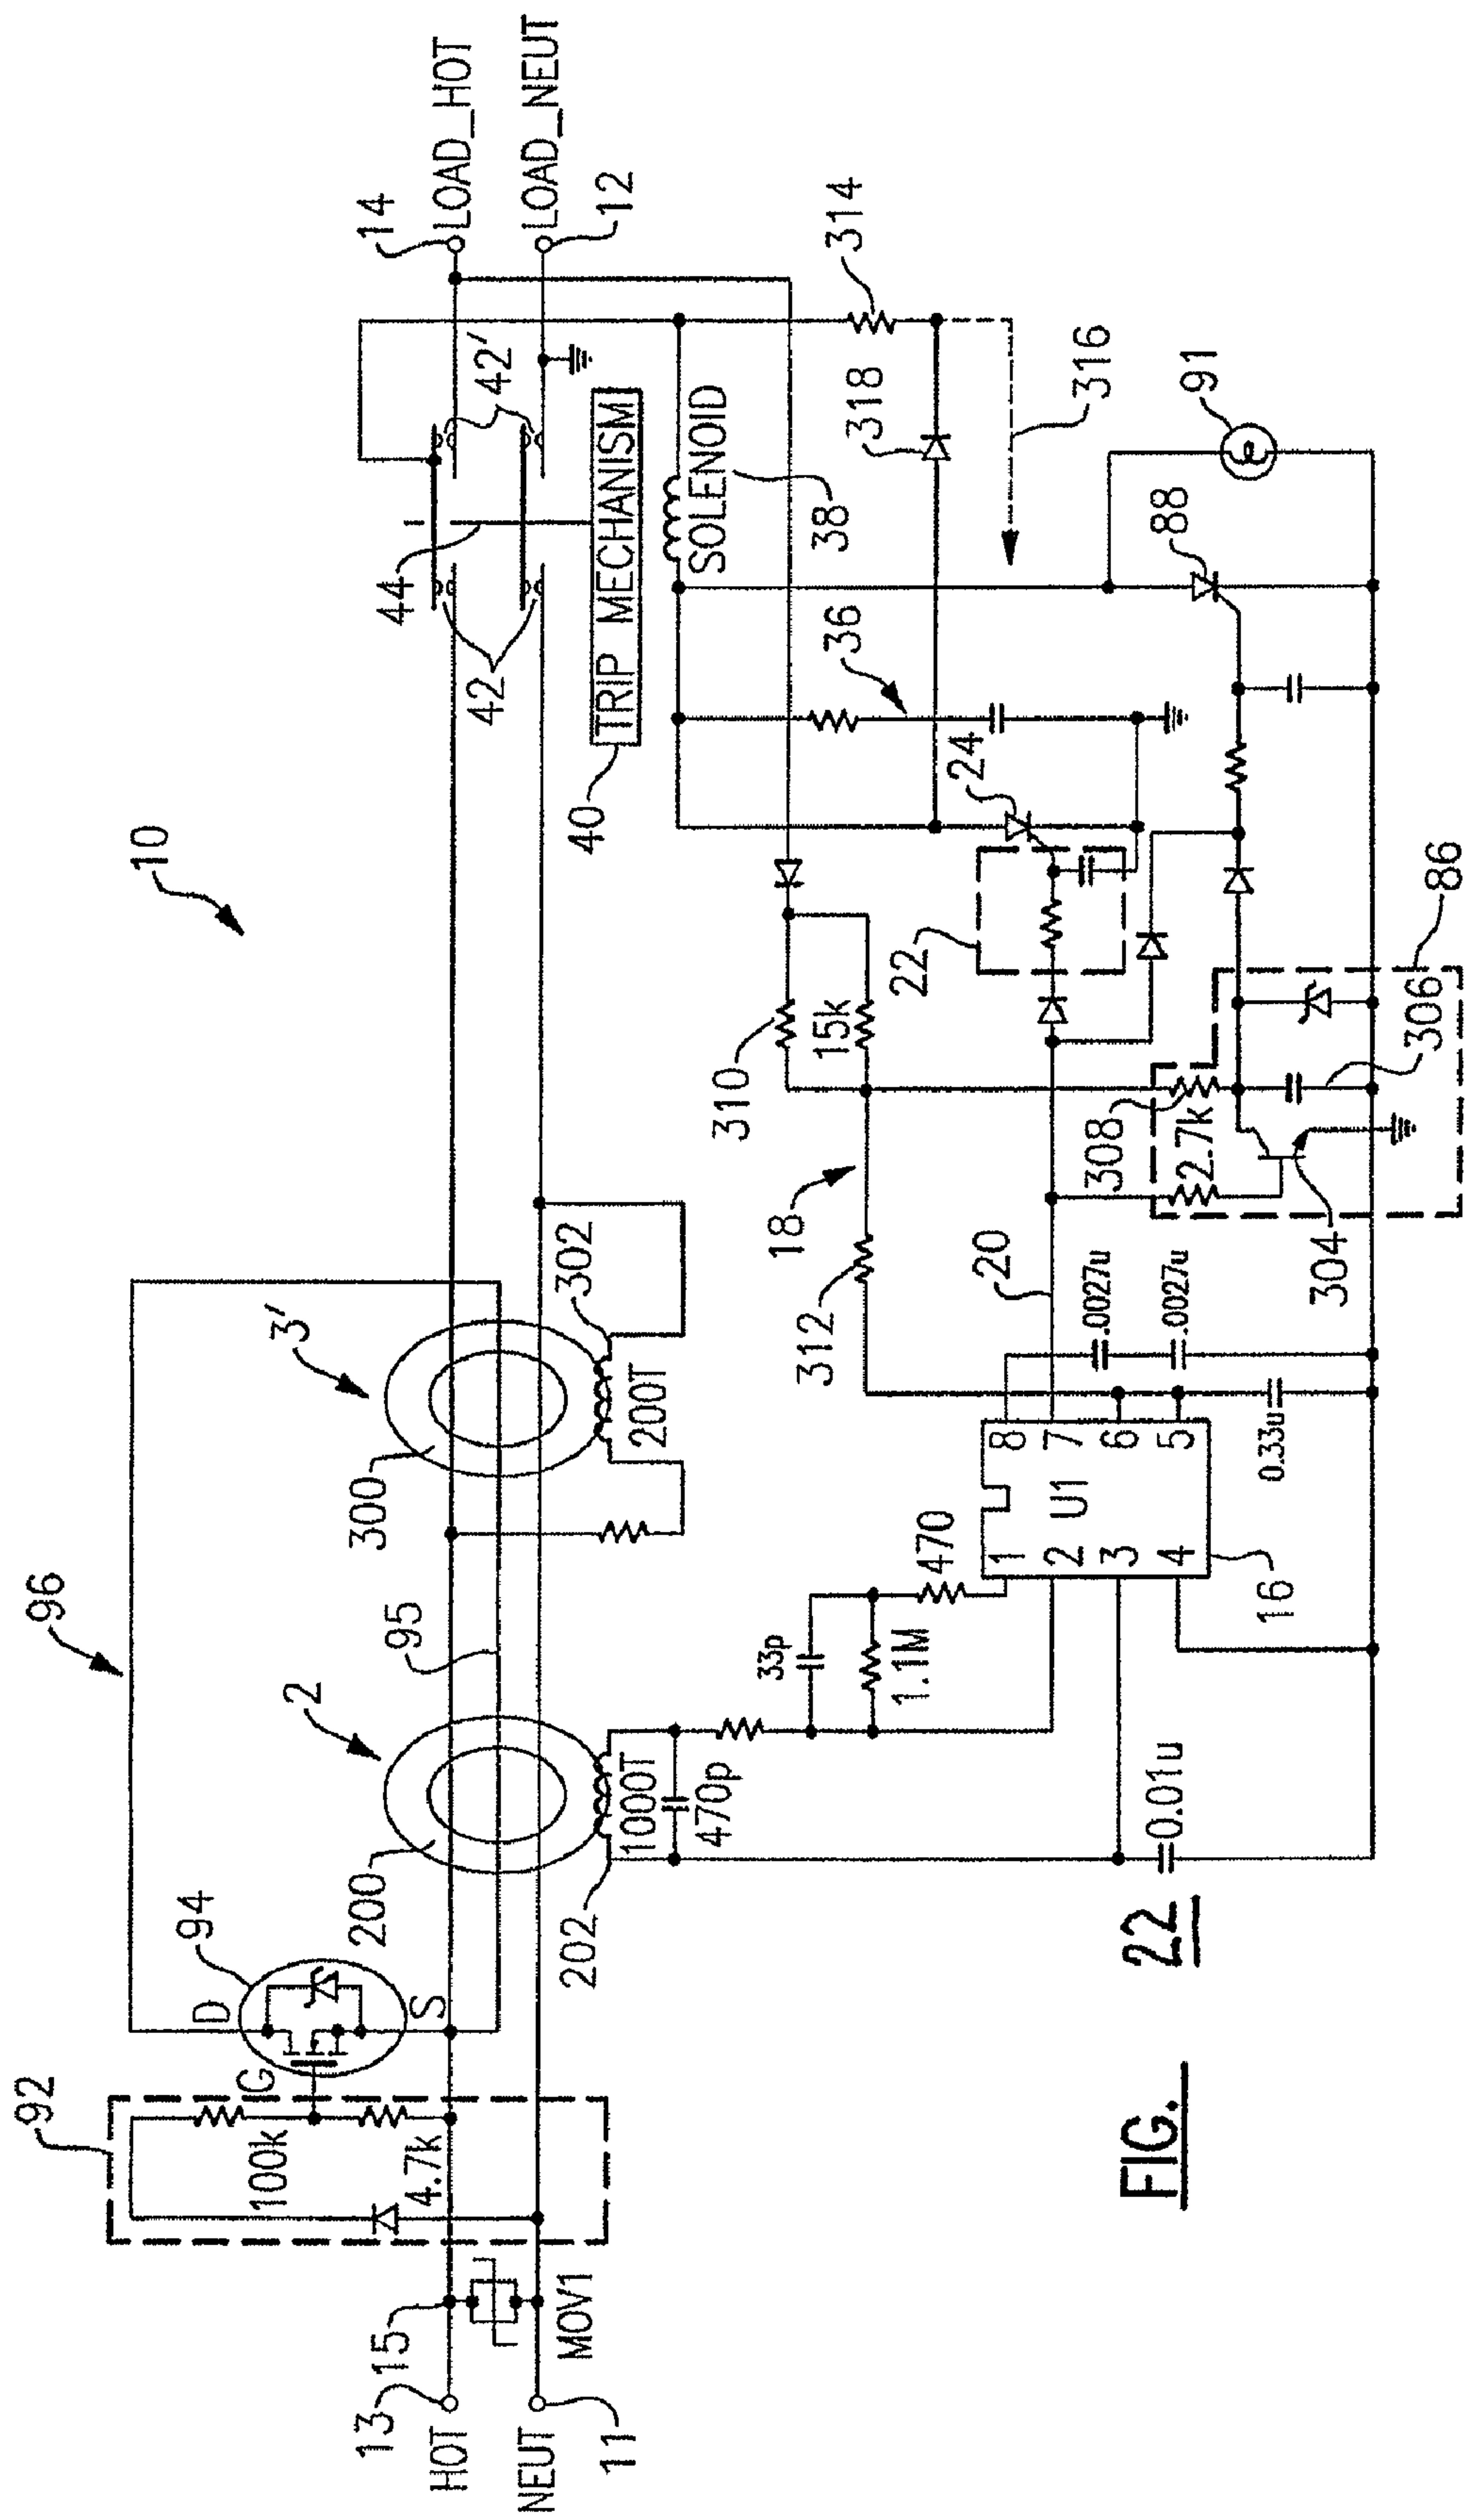 10
96
92
94
D
G
S
100k
4.7k
13
15
HOT
NEUT
11
MOV1
2
200
202
1000T
470p
95
3'
300
302
200T
14
LOAD_HOT
LOAD_NEUT
12
44
42
42'
40
TRIP MECHANISM
SOLENOID
38
314
318
316
36
24
22
88
91
86
310
15k
18
312
308
2.7k
306
304
20
.0027u
.0027u
0.33u
33p
1.1M
470
1
2
3
4
8
7
6
5
U1
16
0.01u
FIG. 22